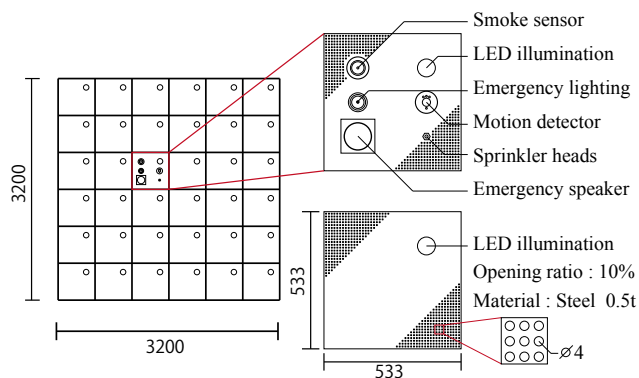 Smoke sensor
LED illumination
Emergency lighting
Motion detector
Sprinkler heads
Emergency speaker
3200
3200
533
533
LED illumination
Opening ratio : 10%
Material : Steel 0.5t
⌀4